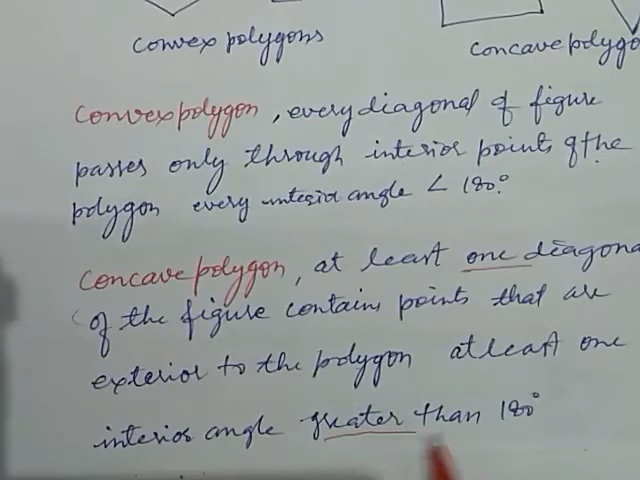 Convex polygons
Concave polygo
Convex polygon, every diagonal of figure
passes only through interior points of the
polygon every interior angle < 180°
Concave polygon, at least one diagona
of the figure contains points that are
exterior to the polygon at least one
interior angle greater than 180°